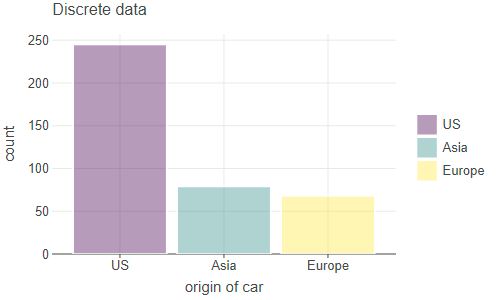 Discrete data
250
200
150
100
50
0
count
US Asia Europe
origin of car
US
Asia
Europe